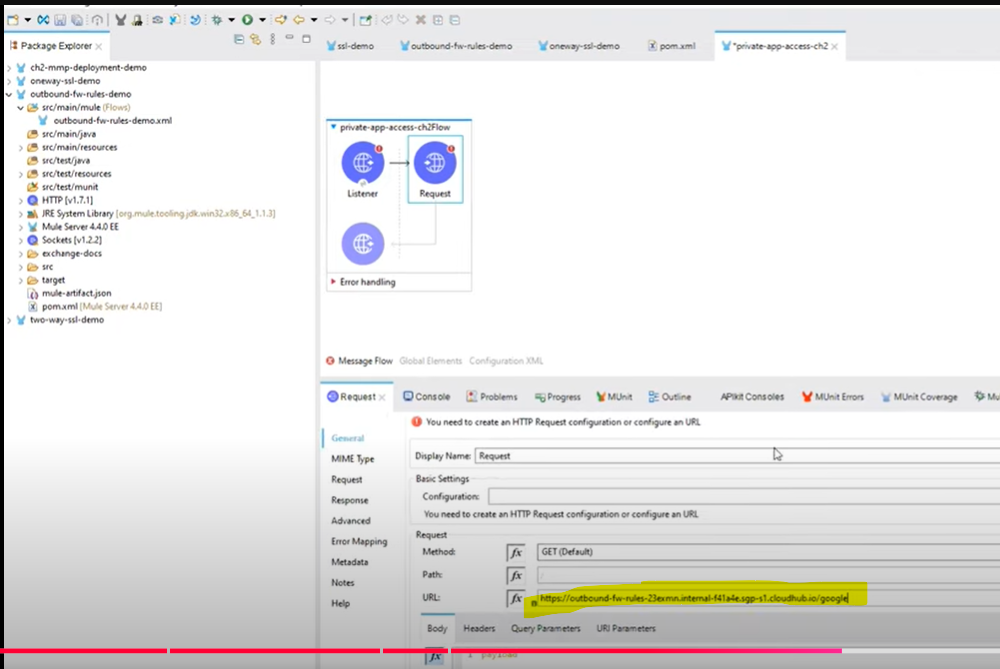 Package Explorer
ssl-demo
outbound-fw-rules-demo
oneway-ssl-demo
pom.xml
*private-app-access-ch2
ch2-mmp-deployment-demo
oneway-ssl-demo
outbound-fw-rules-demo
src/main/mule (Flows)
outbound-fw-rules-demo.xml
src/main/java
src/main/resources
src/test/java
src/test/resources
src/test/munit
HTTP [v1.7.1]
JRE System Library [org.mule.tooling.jdk.win32.x86_64_1.1.3]
Mule Server 4.4.0 EE
Sockets [v1.2.2]
exchange-docs
src
target
mule-artifact.json
pom.xml [Mule Server 4.4.0 EE]
two-way-ssl-demo
private-app-access-ch2Flow
Listener
Request
Error handling
Message Flow Global Elements Configuration XML
Request
Console
Problems
Progress
MUnit
Outline
APIkit Consoles
MUnit Errors
MUnit Coverage
Mu
You need to create an HTTP Request configuration or configure an URL
General
MIME Type
Request
Response
Advanced
Error Mapping
Metadata
Notes
Help
Display Name: Request
Basic Settings
Configuration:
You need to create an HTTP Request configuration or configure an URL
Request
Method: fx GET (Default)
Path: fx /
URL: fx https://outbound-fw-rules-23exmn.internal-f41a4e.sgp-s1.cloudhub.io/google
Body Headers Query Parameters URI Parameters
fx 1 payload